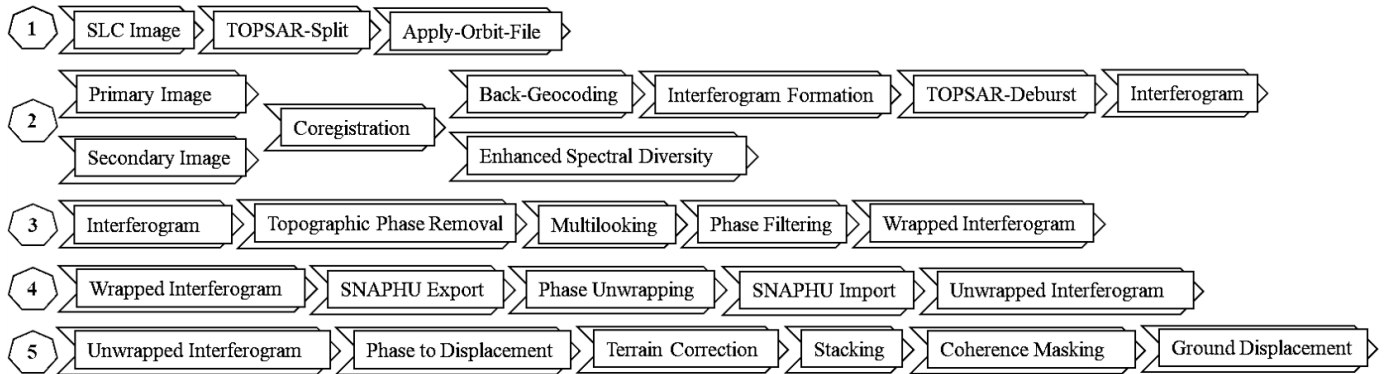 1 SLC Image TOPSAR-Split Apply-Orbit-File
2
Primary Image
Secondary Image
Coregistration
Back-Geocoding Interferogram Formation TOPSAR-Deburst Interferogram
Enhanced Spectral Diversity
3 Interferogram Topographic Phase Removal Multilooking Phase Filtering Wrapped Interferogram
4 Wrapped Interferogram SNAPHU Export Phase Unwrapping SNAPHU Import Unwrapped Interferogram
5 Unwrapped Interferogram Phase to Displacement Terrain Correction Stacking Coherence Masking Ground Displacement